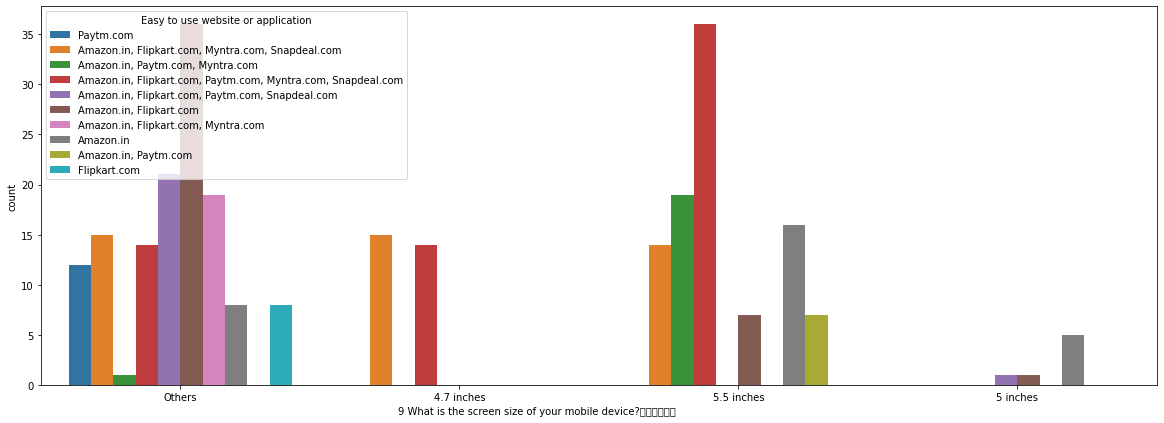 Easy to use website or application
Paytm.com
Amazon.in, Flipkart.com, Myntra.com, Snapdeal.com
Amazon.in, Paytm.com, Myntra.com
Amazon.in, Flipkart.com, Paytm.com, Myntra.com, Snapdeal.com
Amazon.in, Flipkart.com, Paytm.com, Snapdeal.com
Amazon.in, Flipkart.com
Amazon.in, Flipkart.com, Myntra.com
Amazon.in
Amazon.in, Paytm.com
Flipkart.com
35
30
25
20
15
10
5
0
count
Others
4.7 inches
5.5 inches
5 inches
9 What is the screen size of your mobile device?